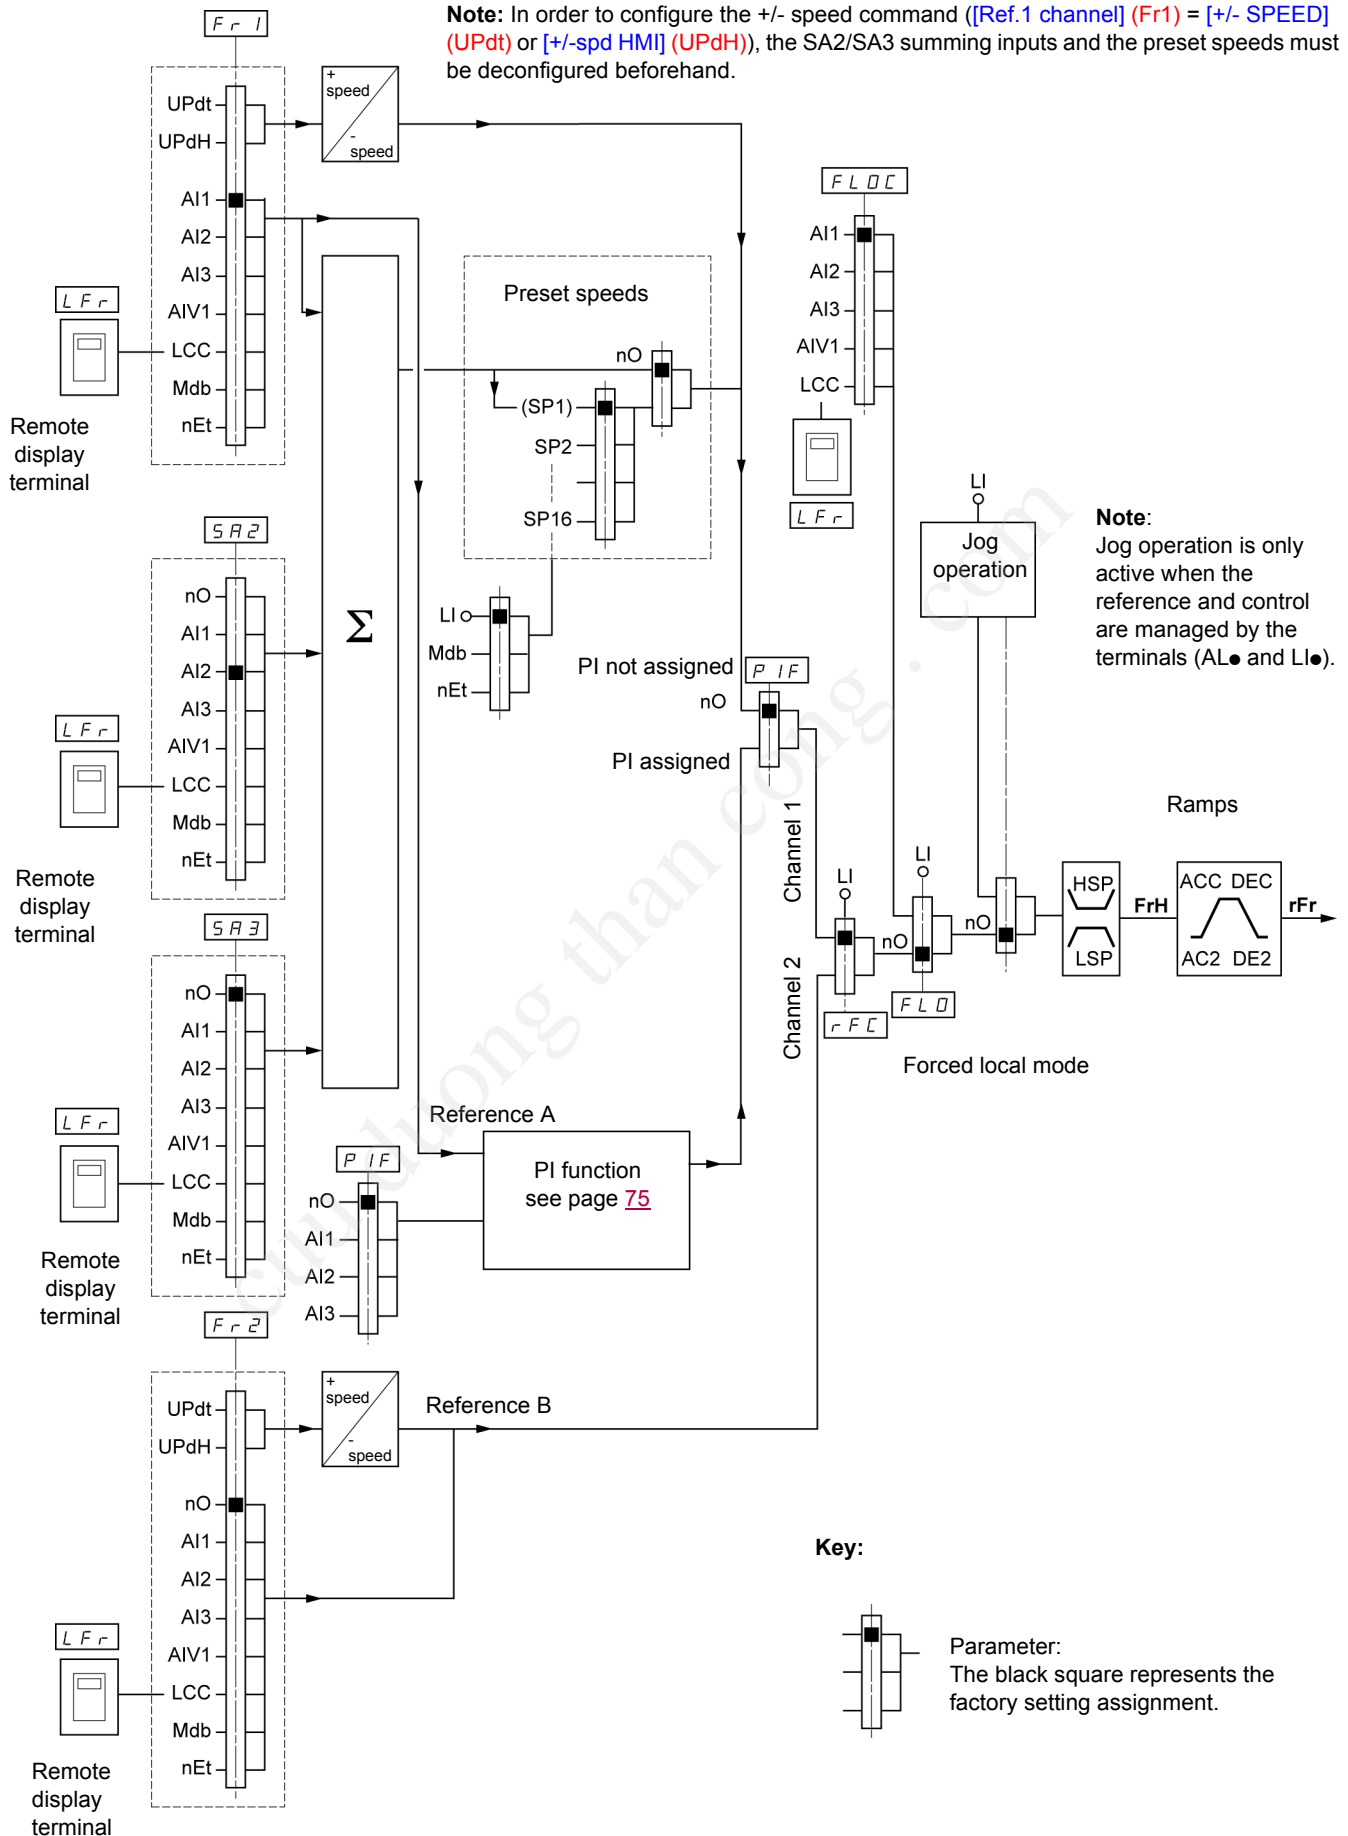 Note: In order to configure the +/- speed command ([Ref.1 channel] (Fr1) = [+/- SPEED]
(UPdt) or [+/-spd HMI] (UPdH)), the SA2/SA3 summing inputs and the preset speeds must
be deconfigured beforehand.
Fr1
UPdt
UPdH
AI1
AI2
AI3
AIV1
LCC
Mdb
nEt
LFr
Remote
display
terminal
+
speed
-
speed
SA2
nO
AI1
AI2
AI3
AIV1
LCC
Mdb
nEt
LFr
Remote
display
terminal
SA3
nO
AI1
AI2
AI3
AIV1
LCC
Mdb
nEt
LFr
Remote
display
terminal
Σ
Preset speeds
nO
(SP1)
SP2
SP16
LI
Mdb
nEt
PI not assigned
PIF
nO
PI assigned
FLOC
AI1
AI2
AI3
AIV1
LCC
LFr
LI
Jog
operation
Note:
Jog operation is only
active when the
reference and control
are managed by the
terminals (AL● and LI●).
Channel 1
Channel 2
LI
rFC
LI
nO
FLO
nO
Forced local mode
HSP
LSP
FrH
Ramps
ACC DEC
AC2 DE2
rFr
Reference A
PIF
nO
AI1
AI2
AI3
PI function
see page 75
Fr2
UPdt
UPdH
nO
AI1
AI2
AI3
AIV1
LCC
Mdb
nEt
LFr
Remote
display
terminal
+
speed
-
speed
Reference B
Key:
Parameter:
The black square represents the
factory setting assignment.
cuu duong than cong . com